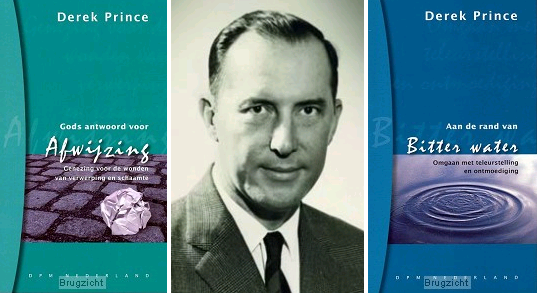 Derek Prince
Gods antwoord voor
Afwijzing
Genezing voor de wonden
van verwerping en schaamte
DPM NEDERLAND
Brugzicht
Derek Prince
Aan de rand van
Bitter water
Omgaan met teleurstelling
en ontmoediging
DPM NEDERLAND
Brugzicht